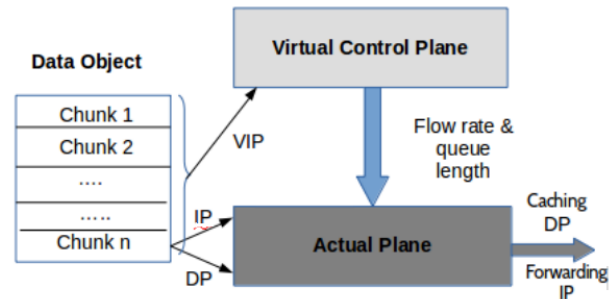 Virtual Control Plane
Data Object
Chunk 1
Chunk 2
....
.....
Chunk n
VIP
Flow rate &
queue
length
IP
DP
Actual Plane
Caching
DP
Forwarding
IP